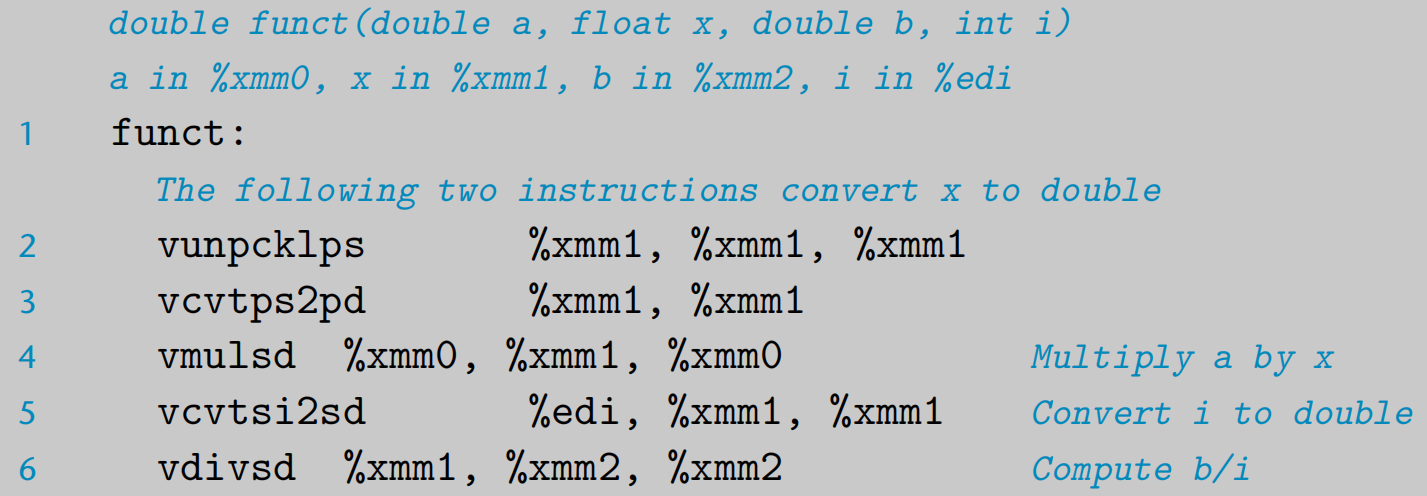 double funct(double a, float x, double b, int i)
a in %xmm0, x in %xmm1, b in %xmm2, i in %edi
1 funct:
The following two instructions convert x to double
2 vunpcklps %xmm1, %xmm1, %xmm1
3 vcvtps2pd %xmm1, %xmm1
4 vmulsd %xmm0, %xmm1, %xmm0 Multiply a by x
5 vcvtsi2sd %edi, %xmm1, %xmm1 Convert i to double
6 vdivsd %xmm1, %xmm2, %xmm2 Compute b/i